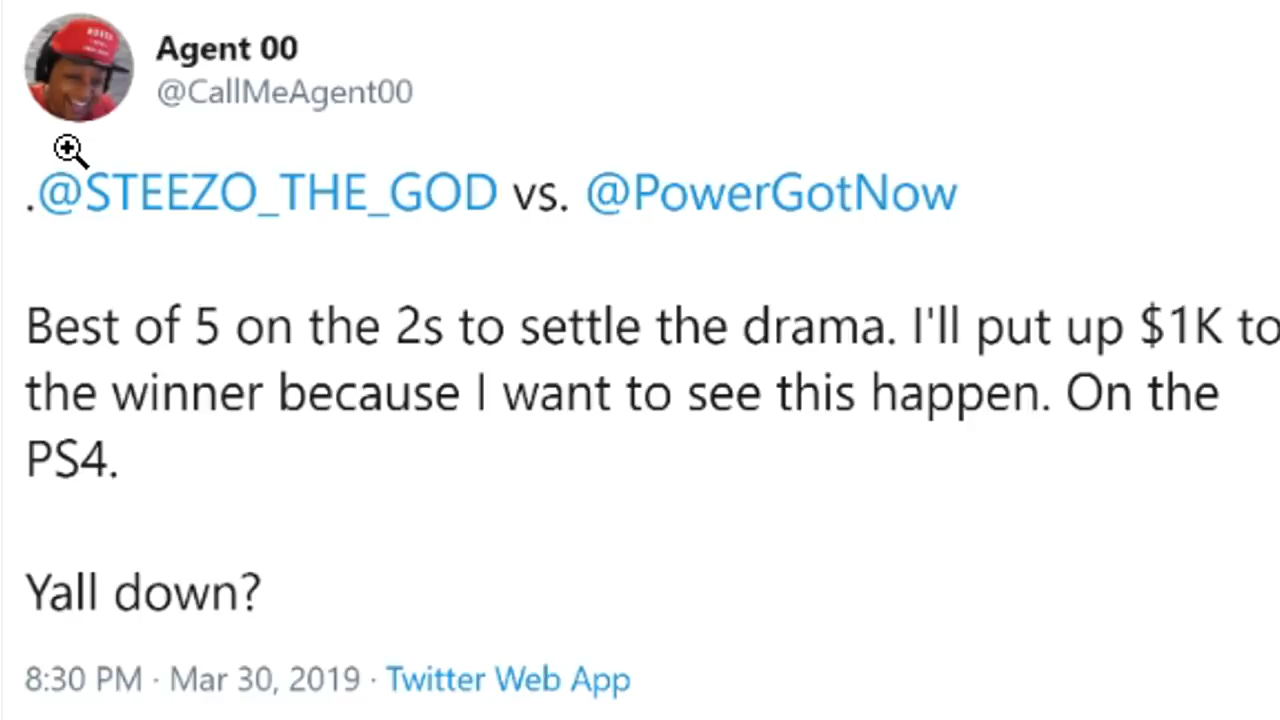 Agent 00
@CallMeAgent00
.@STEEZO_THE_GOD vs. @PowerGotNow
Best of 5 on the 2s to settle the drama. I'll put up $1K to
the winner because I want to see this happen. On the
PS4.
Yall down?
8:30 PM · Mar 30, 2019 · Twitter Web App